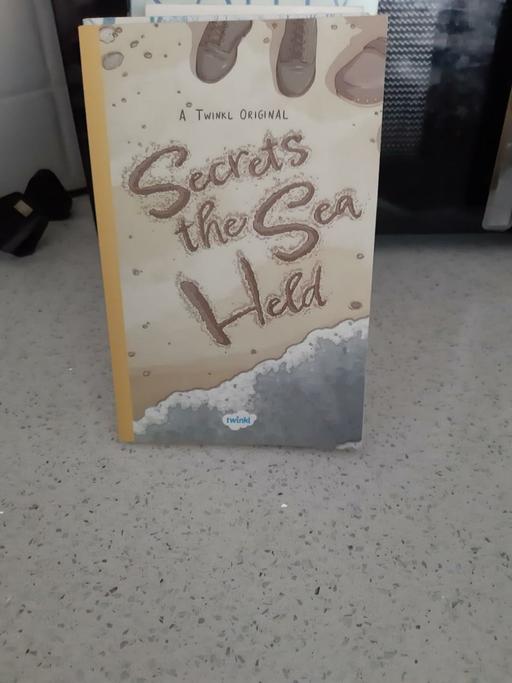 A TWINKL ORIGINAL
Secrets
the Sea
Held
twinkl